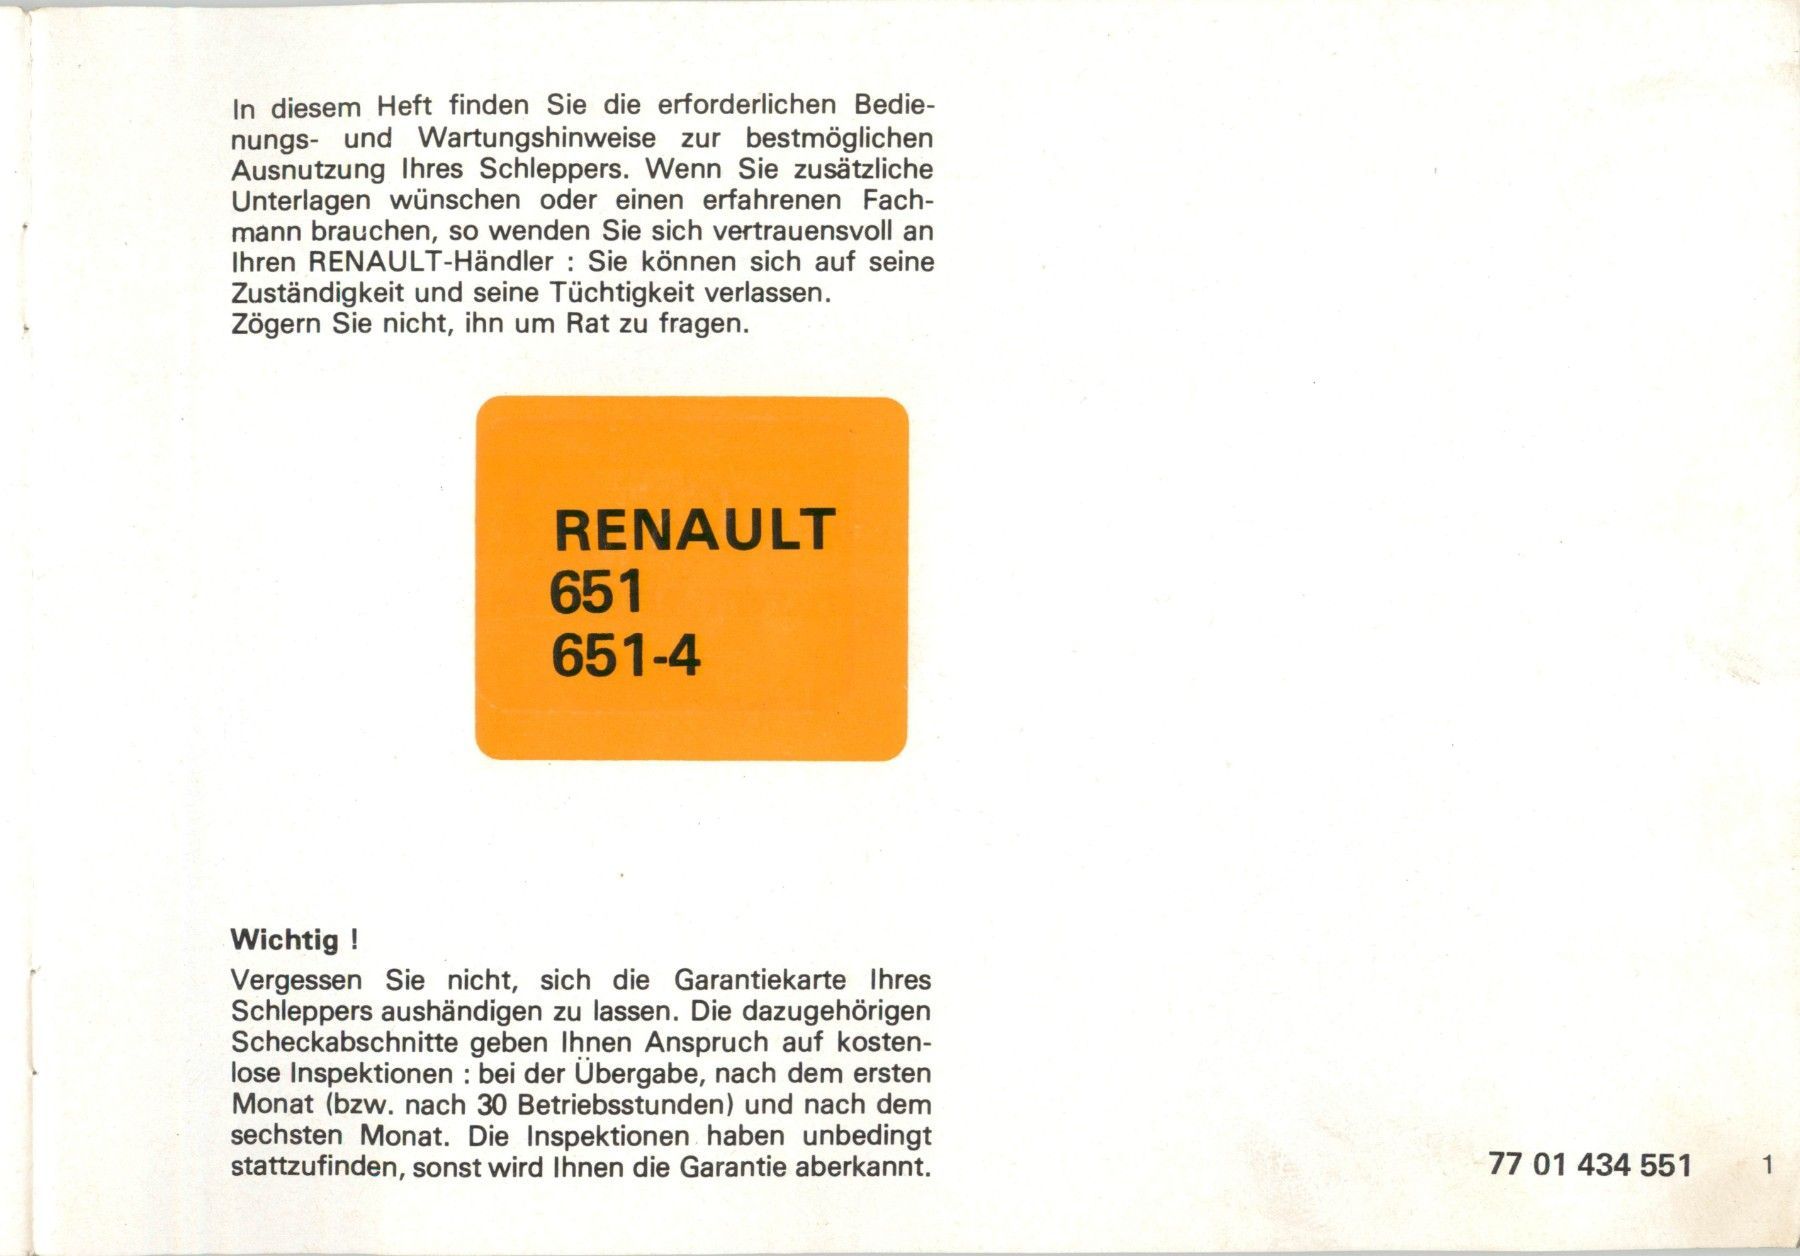 In diesem Heft finden Sie die erforderlichen Bedie-
nungs- und Wartungshinweise zur bestmöglichen
Ausnutzung Ihres Schleppers. Wenn Sie zusätzliche
Unterlagen wünschen oder einen erfahrenen Fach-
mann brauchen, so wenden Sie sich vertrauensvoll an
Ihren RENAULT-Händler : Sie können sich auf seine
Zuständigkeit und seine Tüchtigkeit verlassen.
Zögern Sie nicht, ihn um Rat zu fragen.
RENAULT
651
651-4
Wichtig !
Vergessen Sie nicht, sich die Garantiekarte Ihres
Schleppers aushändigen zu lassen. Die dazugehörigen
Scheckabschnitte geben Ihnen Anspruch auf kosten-
lose Inspektionen : bei der Übergabe, nach dem ersten
Monat (bzw. nach 30 Betriebsstunden) und nach dem
sechsten Monat. Die Inspektionen haben unbedingt
stattzufinden, sonst wird Ihnen die Garantie aberkannt.
77 01 434 551 1